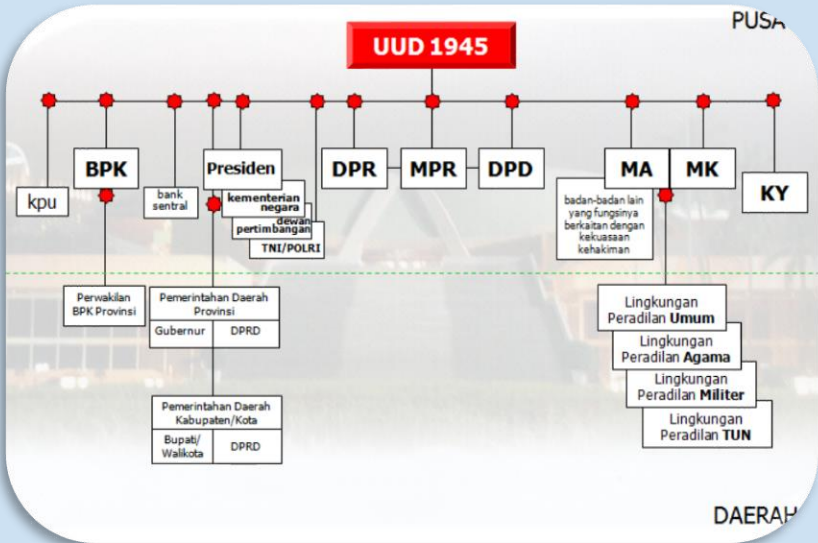 PUSA
UUD 1945
BPK
Presiden
DPR
MPR
DPD
MA
MK
KY
kpu
bank
sentral
kementerian
negara
dewan
pertimbangan
TNI/POLRI
badan-badan lain
yang fungsinya
berkaitan dengan
kekuasaan
kehakiman
Perwakilan
BPK Provinsi
Pemerintahan Daerah
Provinsi
Gubernur
DPRD
Pemerintahan Daerah
Kabupaten/Kota
Bupati/
Walikota
DPRD
Lingkungan
Peradilan Umum
Lingkungan
Peradilan Agama
Lingkungan
Peradilan Militer
Lingkungan
Peradilan TUN
DAERAH